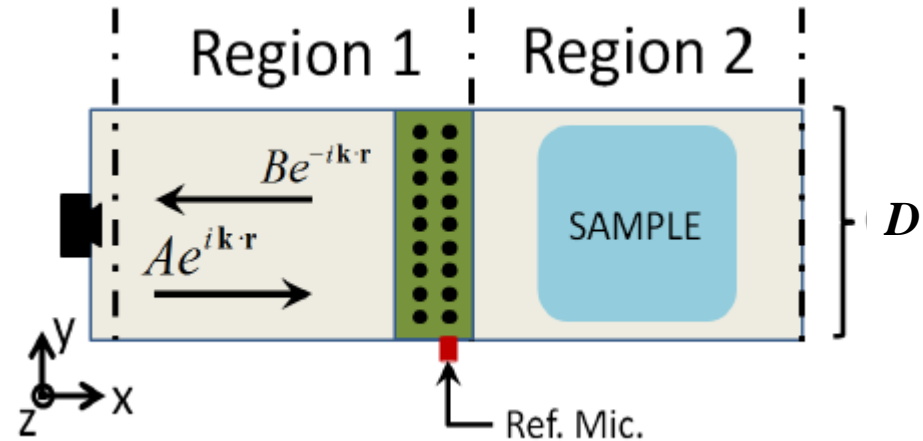 Region 1
Region 2
Be^{-i𝐤·𝐫}
Ae^{i𝐤·𝐫}
SAMPLE
D
y
z
x
Ref. Mic.